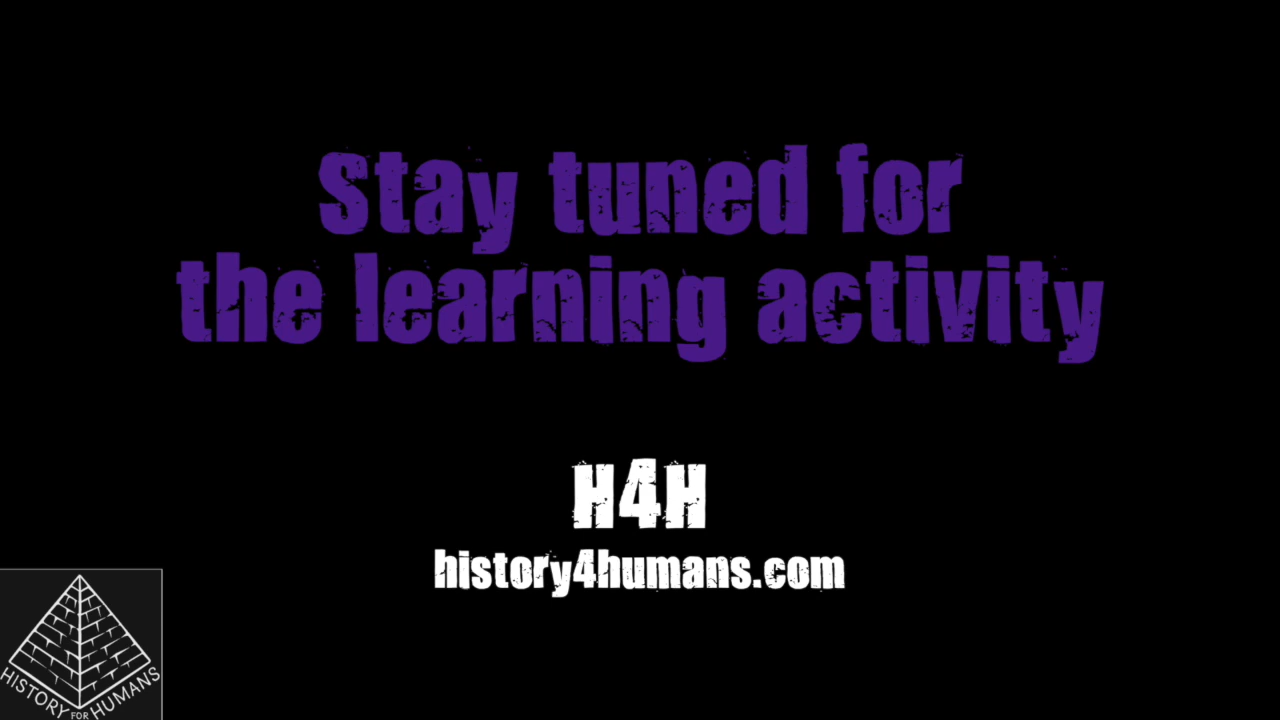 Stay tuned for
the learning activity
H4H
history4humans.com
HISTORY FOR HUMANS